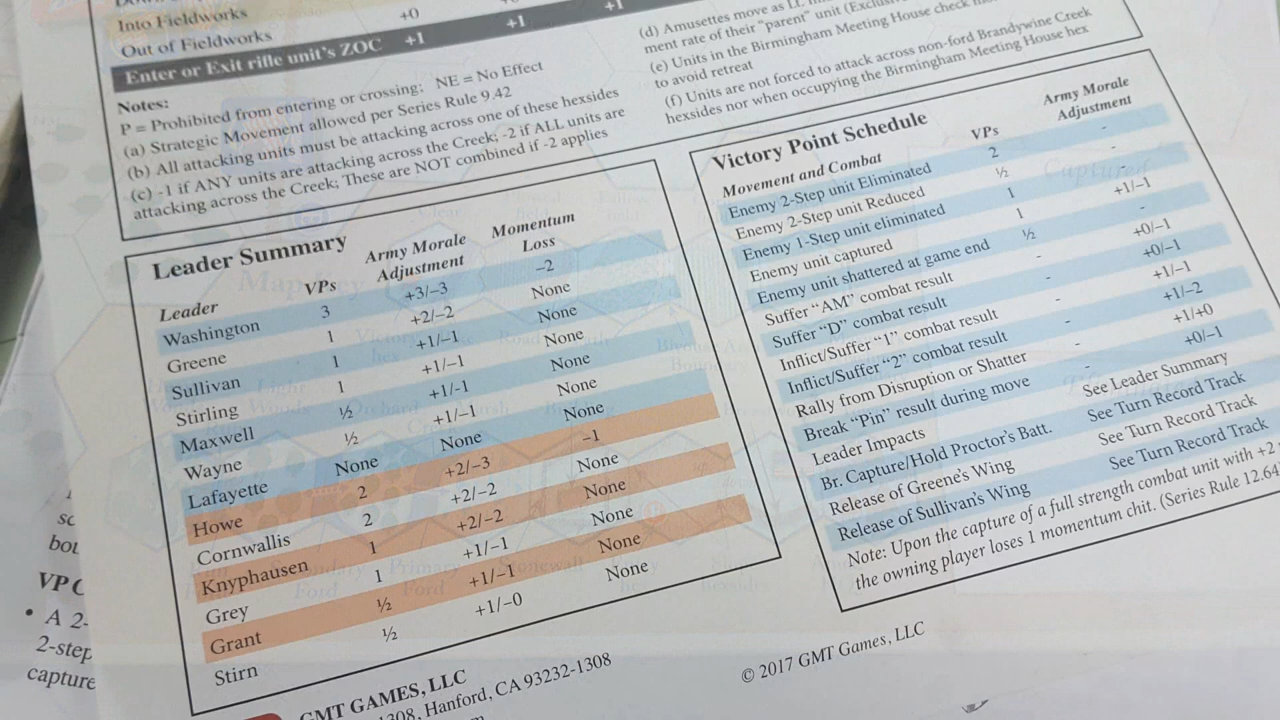 Into Fieldworks +0
Out of Fieldworks +1 +1
Enter or Exit rifle unit's ZOC +1
Notes:
P = Prohibited from entering or crossing; NE = No Effect
(a) Strategic Movement allowed per Series Rule 9.42
(b) All attacking units must be attacking across one of these hexsides
(c) -1 if ANY units are attacking across the Creek; -2 if ALL units are
attacking across the Creek; These are NOT combined if -2 applies
(d) Amusettes move as
ment rate of their "parent" unit
(e) Units in the Birmingham Meeting House check
to avoid retreat
(f) Units are not forced to attack across non-ford Brandywine Creek
hexsides nor when occupying the Birmingham Meeting House hex
Leader Summary
Leader VPs Army Morale Adjustment Momentum Loss
Washington 3 +3/–3 –2
Greene 1 +2/–2 None
Sullivan 1 +1/–1 None
Stirling 1 +1/–1 None
Maxwell ½ +1/–1 None
Wayne ½ +1/–1 None
Lafayette None None None
Howe 2 +2/–3 –1
Cornwallis 2 +2/–2 None
Knyphausen 1 +2/–2 None
Grey 1 +1/–1 None
Grant ½ +1/–1 None
Stirn ½ +1/–0 None
Victory Point Schedule
Movement and Combat VPs Army Morale Adjustment
Enemy 2-Step unit Eliminated 2 -
Enemy 2-Step unit Reduced ½ -
Enemy 1-Step unit eliminated 1 -
Enemy unit captured 1 +1/–1
Enemy unit shattered at game end ½ -
Suffer "AM" combat result - +0/–1
Suffer "D" combat result - +0/–1
Inflict/Suffer "1" combat result - +1/–1
Inflict/Suffer "2" combat result - +1/–2
Rally from Disruption or Shatter - +1/+0
Break "Pin" result during move - +0/–1
Leader Impacts - See Leader Summary
Br. Capture/Hold Proctor's Batt. See Turn Record Track
Release of Greene's Wing See Turn Record Track
Release of Sullivan's Wing See Turn Record Track
Note: Upon the capture of a full strength combat unit with +2
the owning player loses 1 momentum chit. (Series Rule 12.64
GMT GAMES, LLC
1308, Hanford, CA 93232-1308
© 2017 GMT Games, LLC
VP
• A 2-
2-step
capture